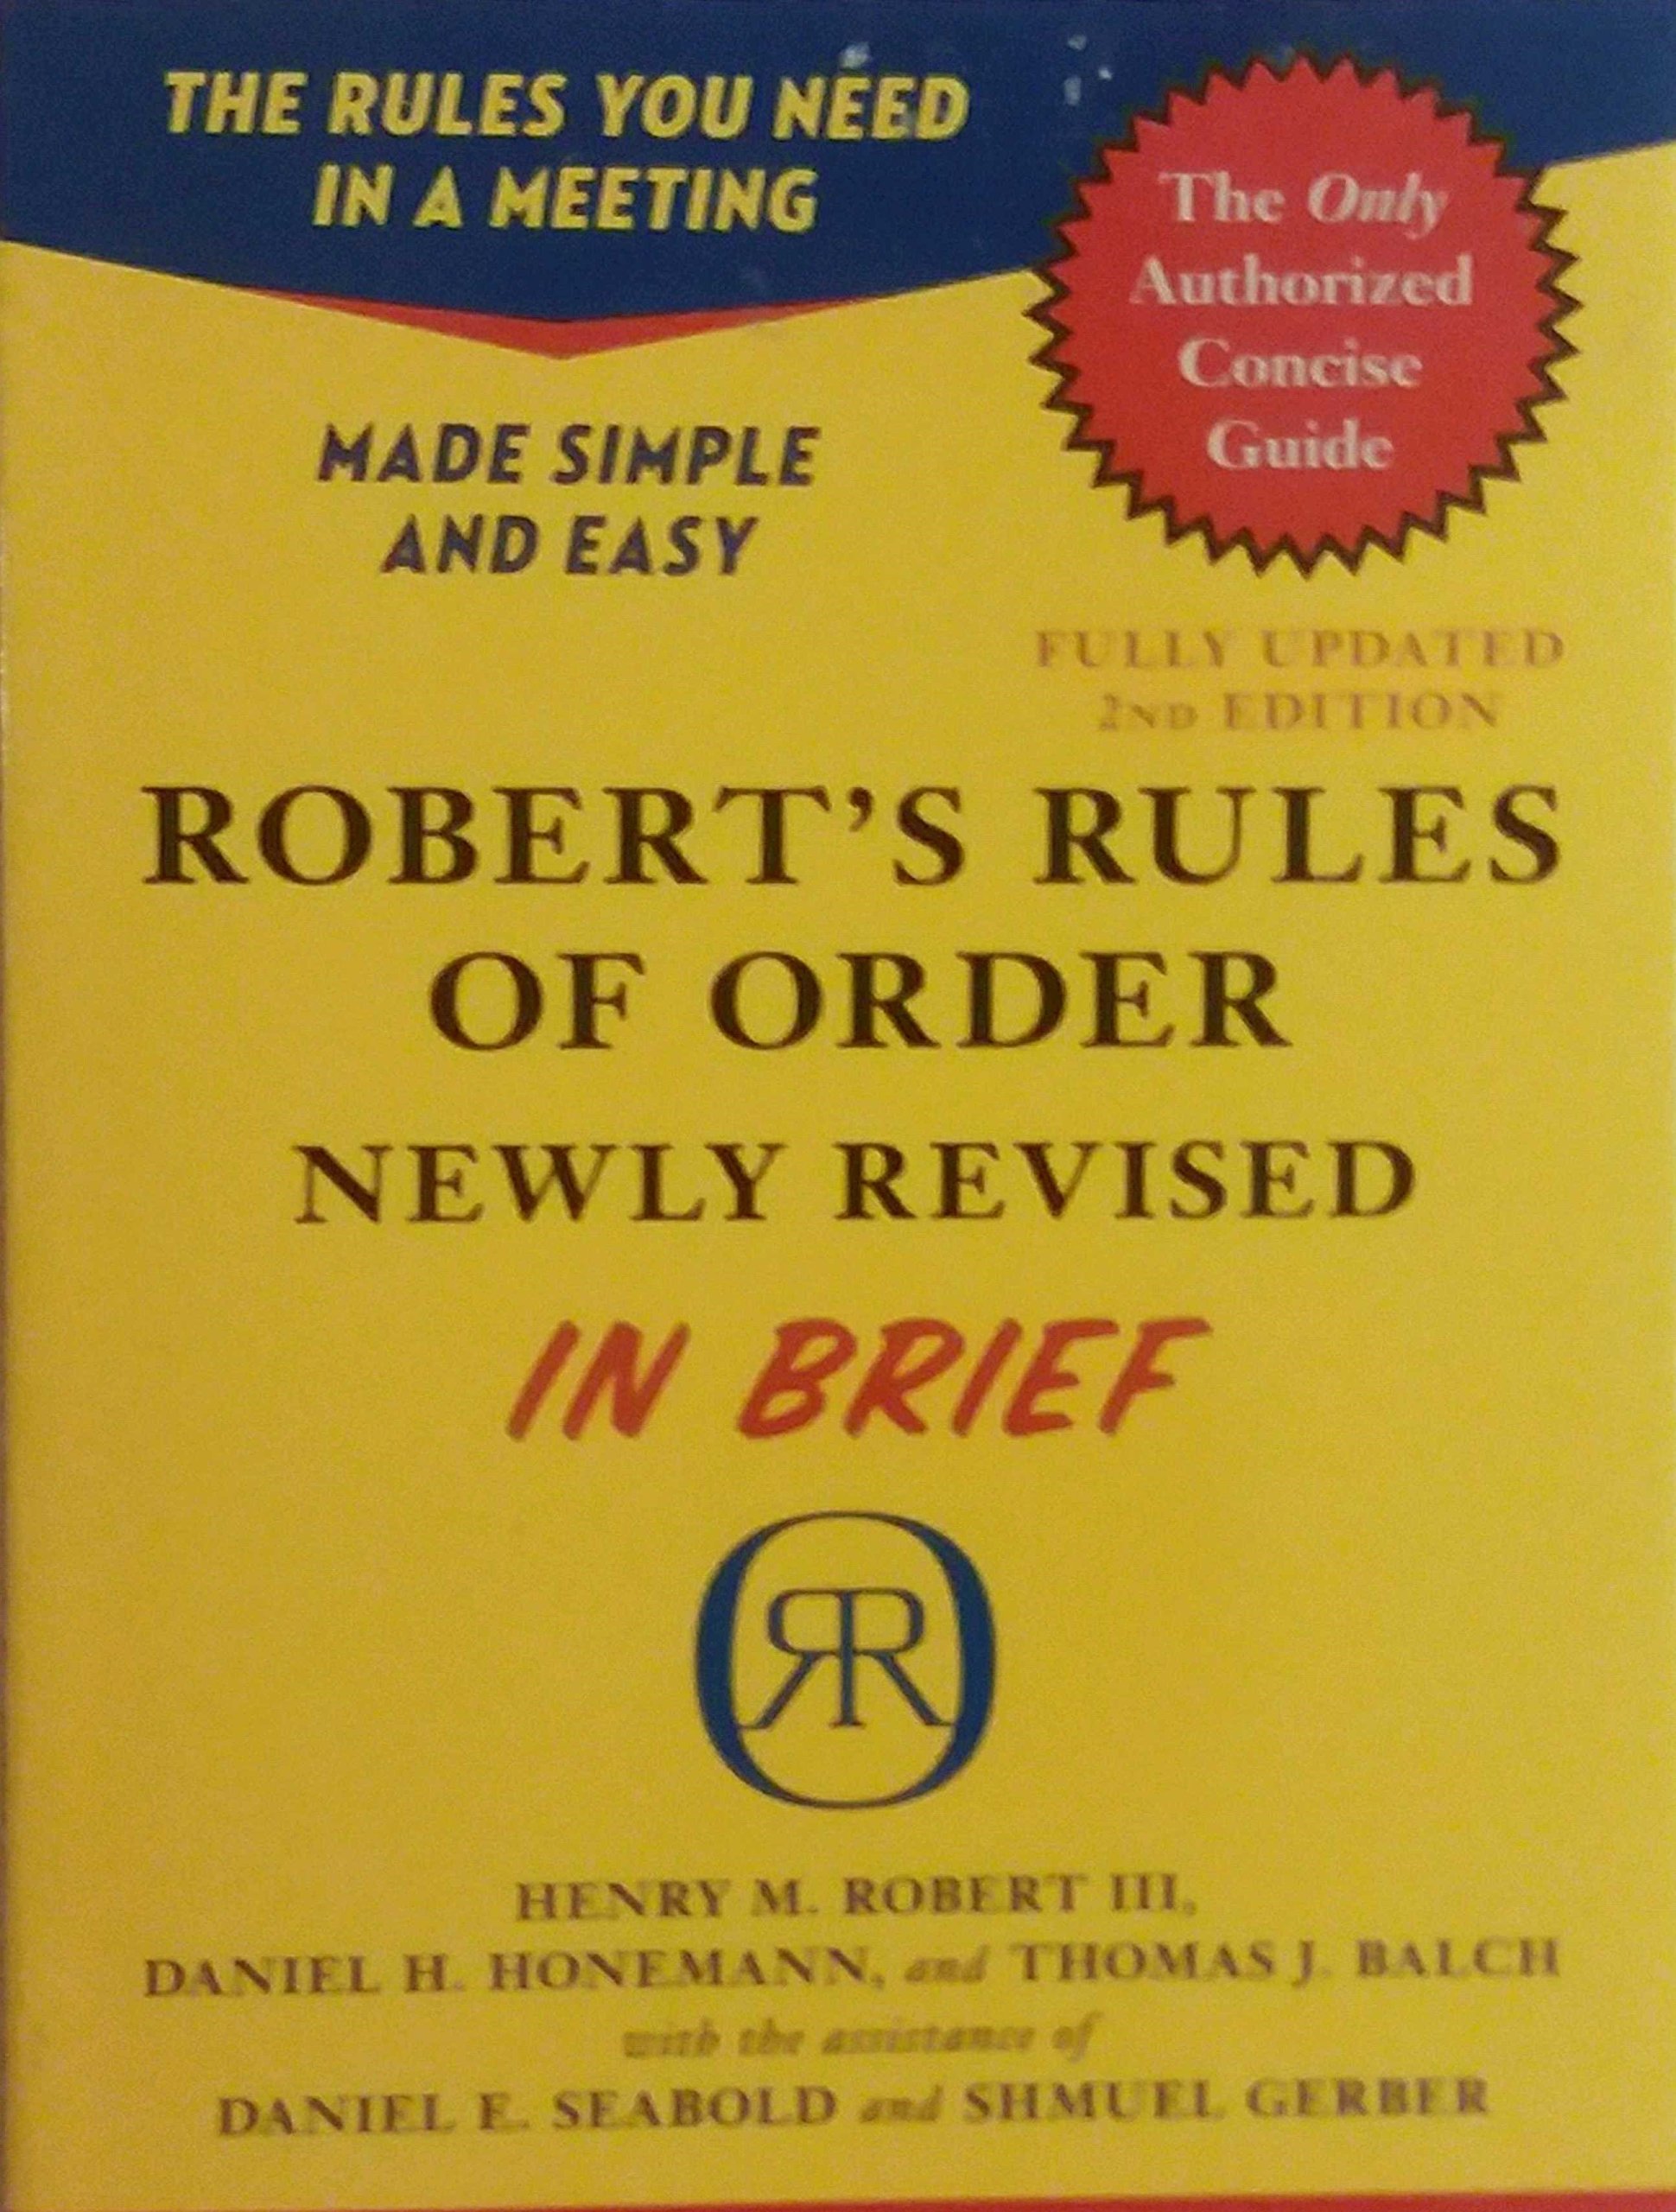 THE RULES YOU NEED
IN A MEETING
The Only
Authorized
Concise
Guide
MADE SIMPLE
AND EASY
FULLY UPDATED
2ND EDITION
ROBERT'S RULES
OF ORDER
NEWLY REVISED
IN BRIEF
HENRY M. ROBERT III,
DANIEL H. HONEMANN, and THOMAS J. BALCH
with the assistance of
DANIEL E. SEABOLD and SHMUEL GERBER